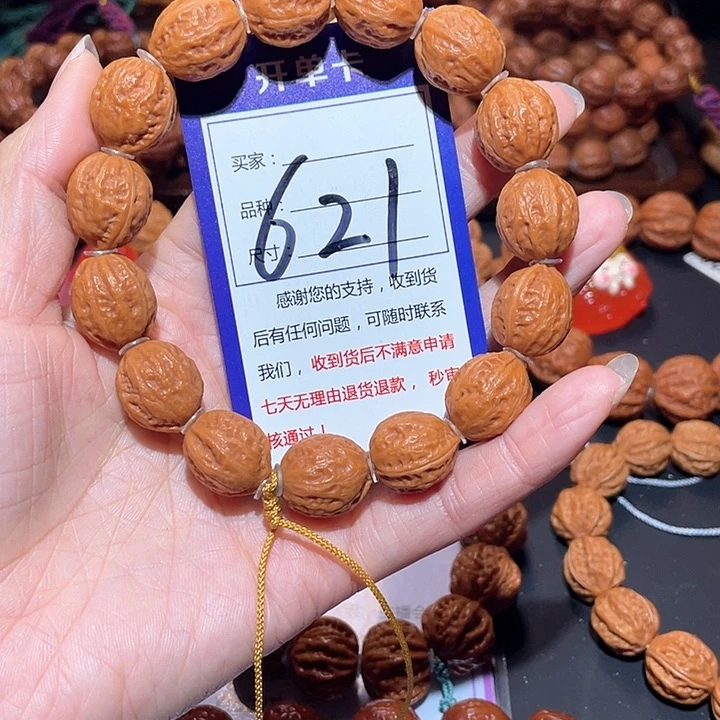 开单卡
买家：
品种：
尺寸：
621
感谢您的支持，收到货
后有任何问题，可随时联系
我们，收到货后不满意申请
七天无理由退货退款，秒审
核通过！